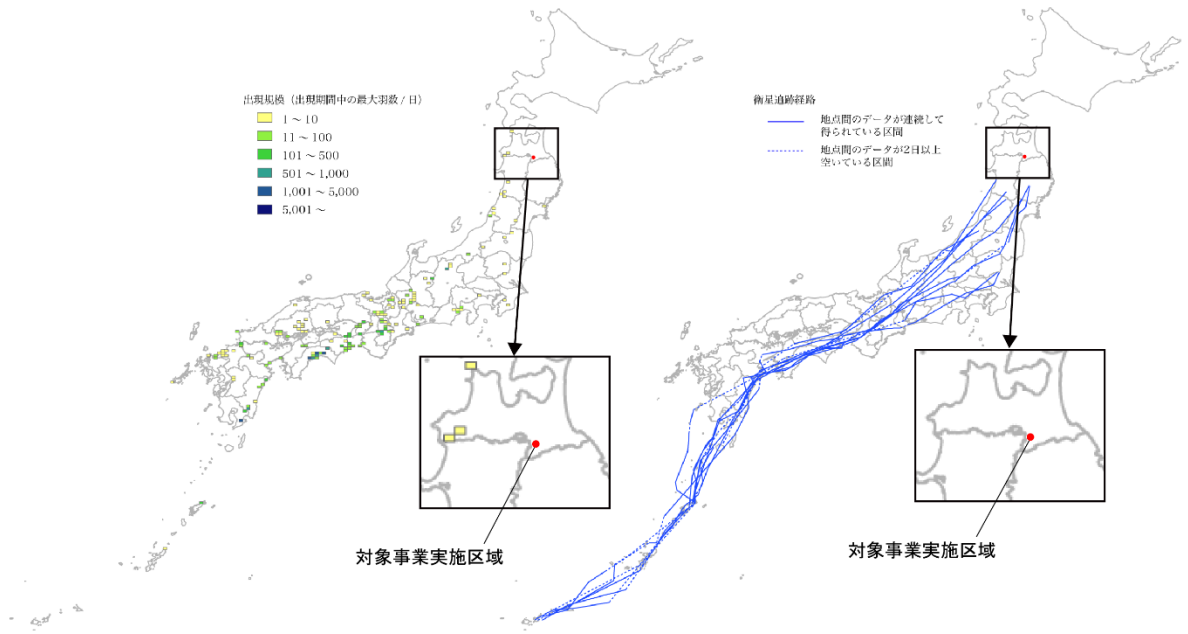 出現規模（出現期間中の最大羽数 / 日）
1 ～ 10
11 ～ 100
101 ～ 500
501 ～ 1,000
1,001 ～ 5,000
5,001 ～
対象事業実施区域
衛星追跡経路
地点間のデータが連続して
得られている区間
地点間のデータが2日以上
空いている区間
対象事業実施区域